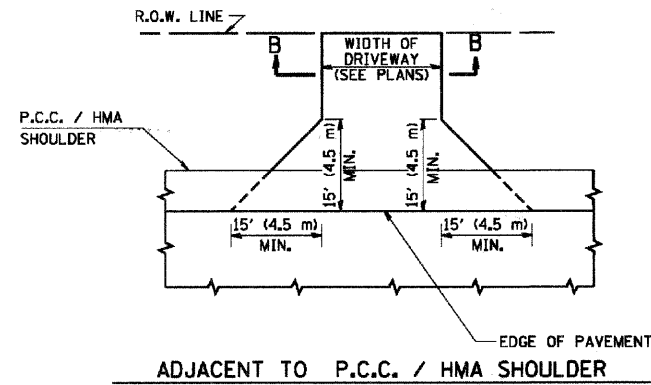 R.O.W. LINE
B
WIDTH OF
DRIVEWAY
(SEE PLANS)
B
P.C.C. / HMA
SHOULDER
15' (4.5 m)
MIN.
15' (4.5 m)
MIN.
15' (4.5 m)
MIN.
15' (4.5 m)
MIN.
EDGE OF PAVEMENT
ADJACENT TO P.C.C. / HMA SHOULDER